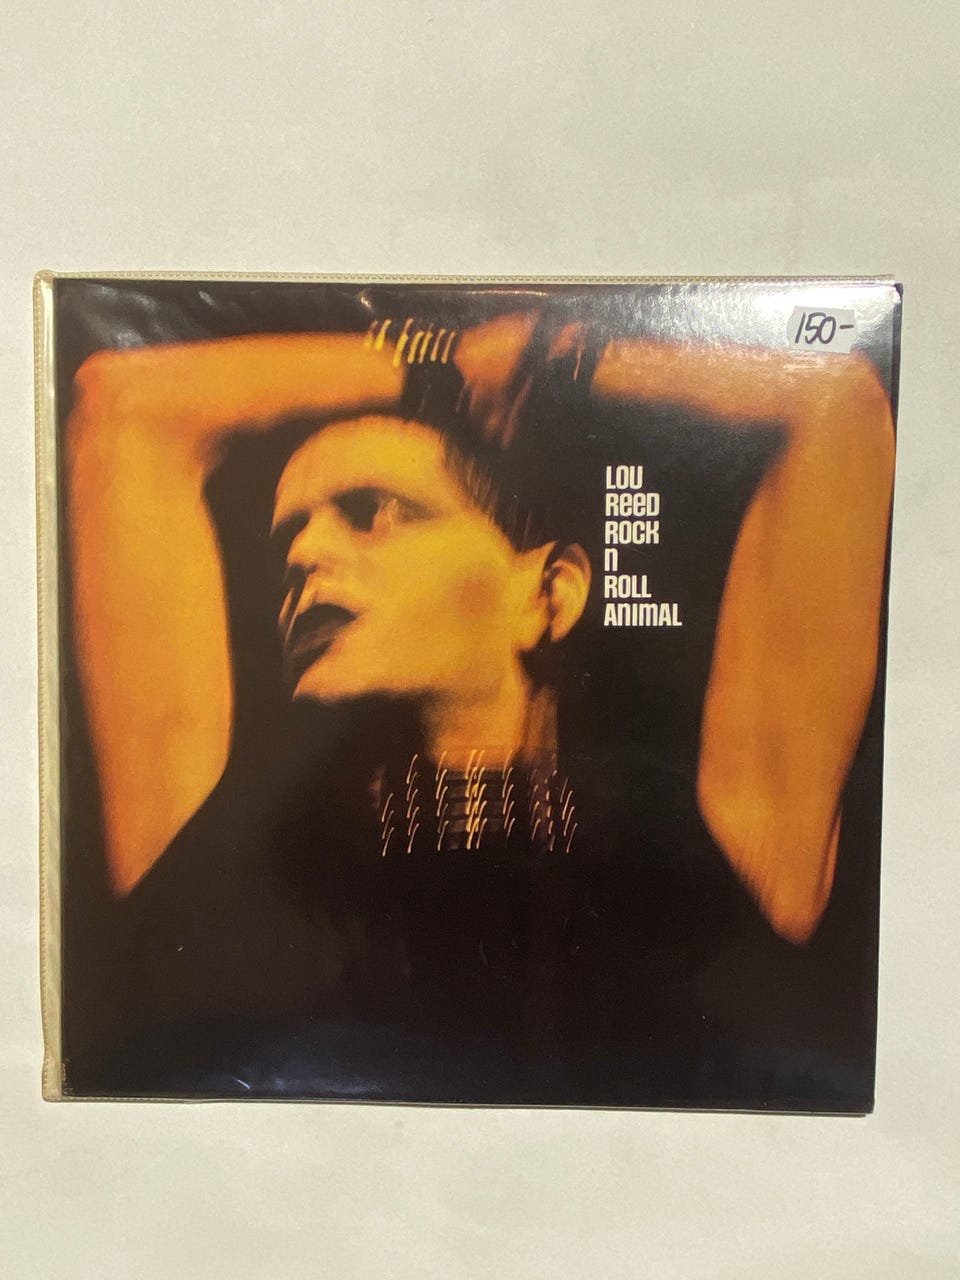 150-
LOU
REED
ROCK
N
ROLL
ANIMAL